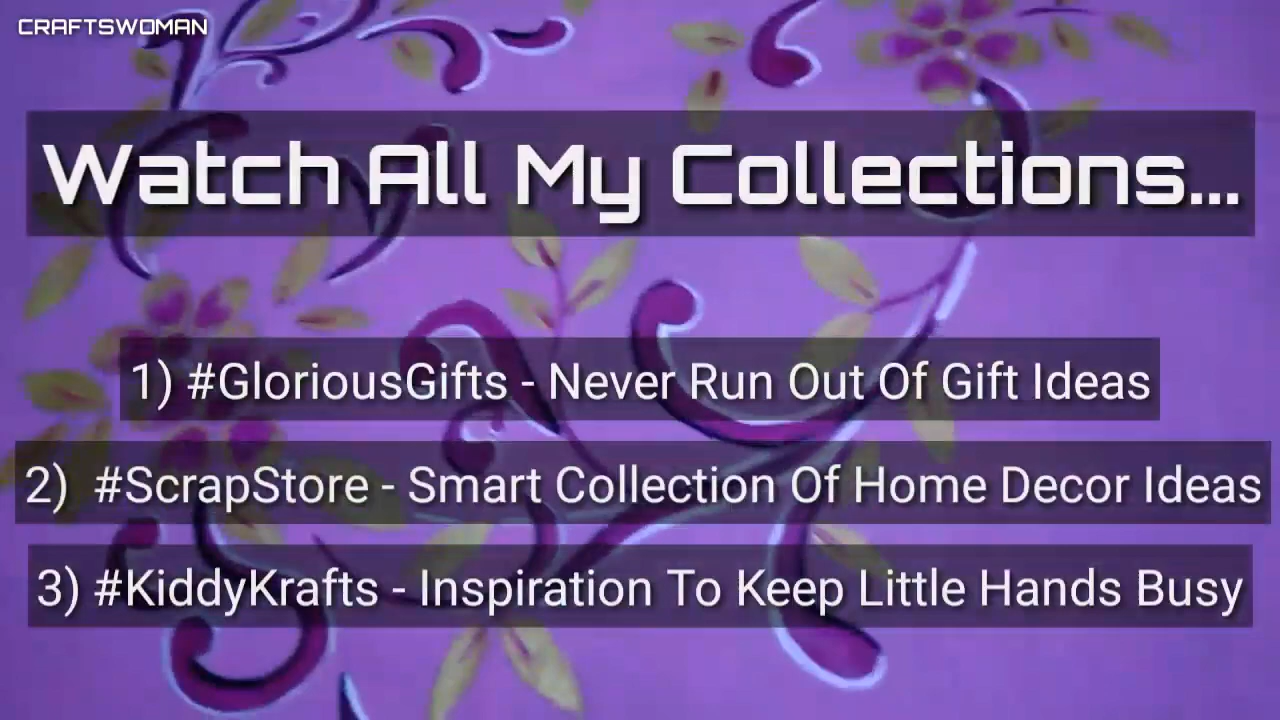 CRAFTSWOMAN
Watch All My Collections...
1) #GloriousGifts - Never Run Out Of Gift Ideas
2) #ScrapStore - Smart Collection Of Home Decor Ideas
3) #KiddyKrafts - Inspiration To Keep Little Hands Busy